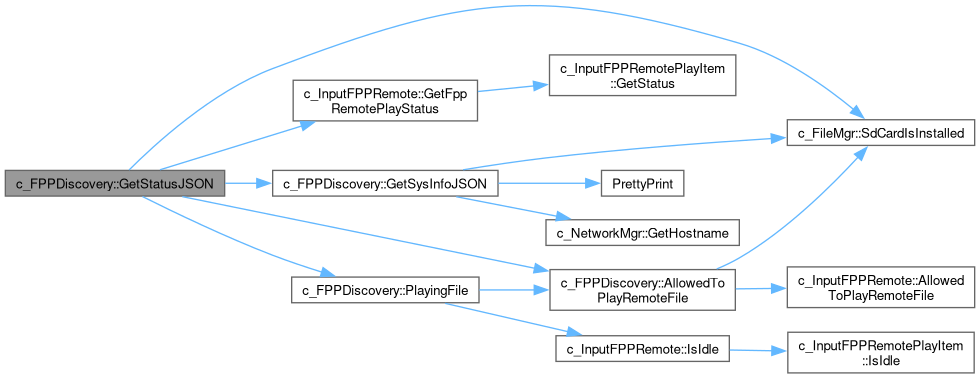 c_FPPDiscovery::GetStatusJSON
c_InputFPPRemote::GetFpp
RemotePlayStatus
c_InputFPPRemotePlayItem
::GetStatus
c_FileMgr::SdCardIsInstalled
c_FPPDiscovery::GetSysInfoJSON
PrettyPrint
c_NetworkMgr::GetHostname
c_FPPDiscovery::PlayingFile
c_FPPDiscovery::AllowedTo
PlayRemoteFile
c_InputFPPRemote::Allowed
ToPlayRemoteFile
c_InputFPPRemote::IsIdle
c_InputFPPRemotePlayItem
::IsIdle